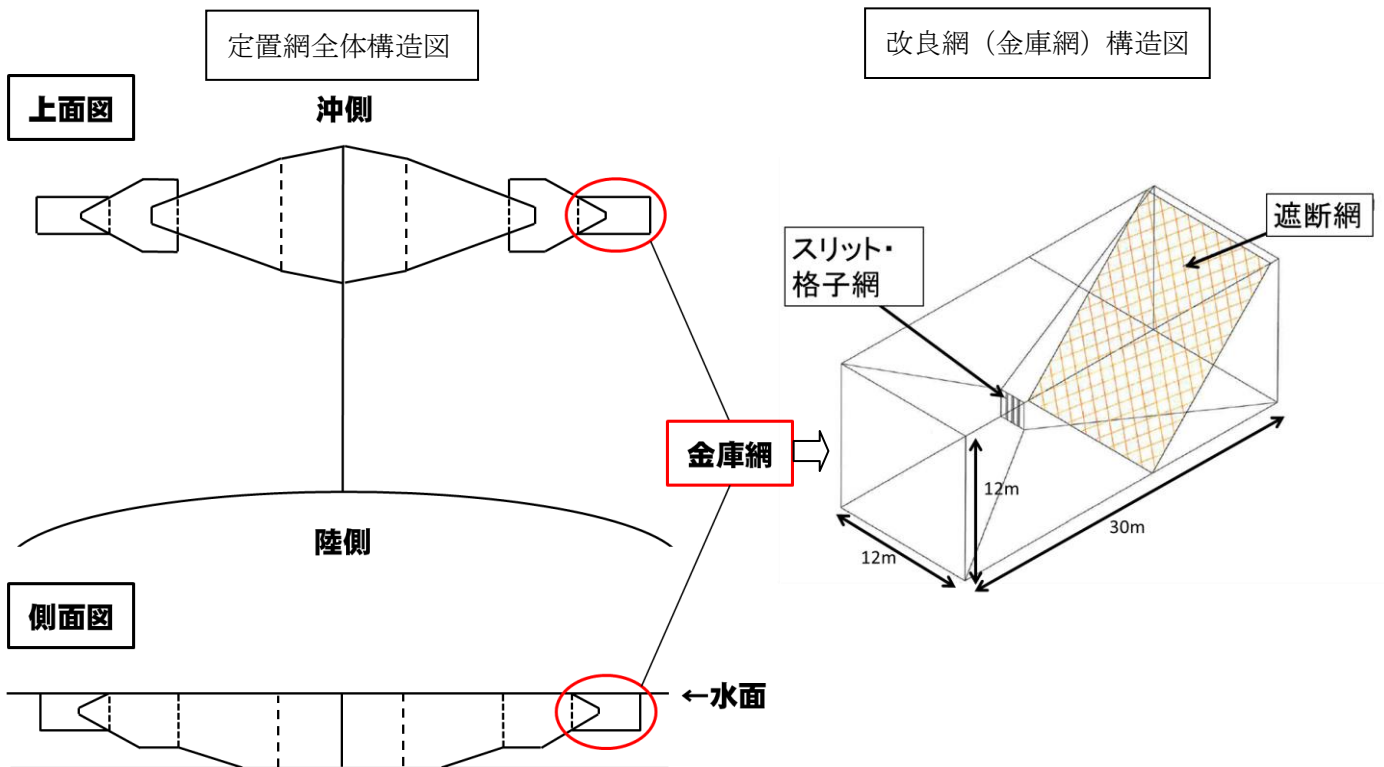 定置網全体構造図
改良網（金庫網）構造図
上面図
沖側
遮断網
スリット・
格子網
金庫網
12m
12m
30m
陸側
側面図
←水面